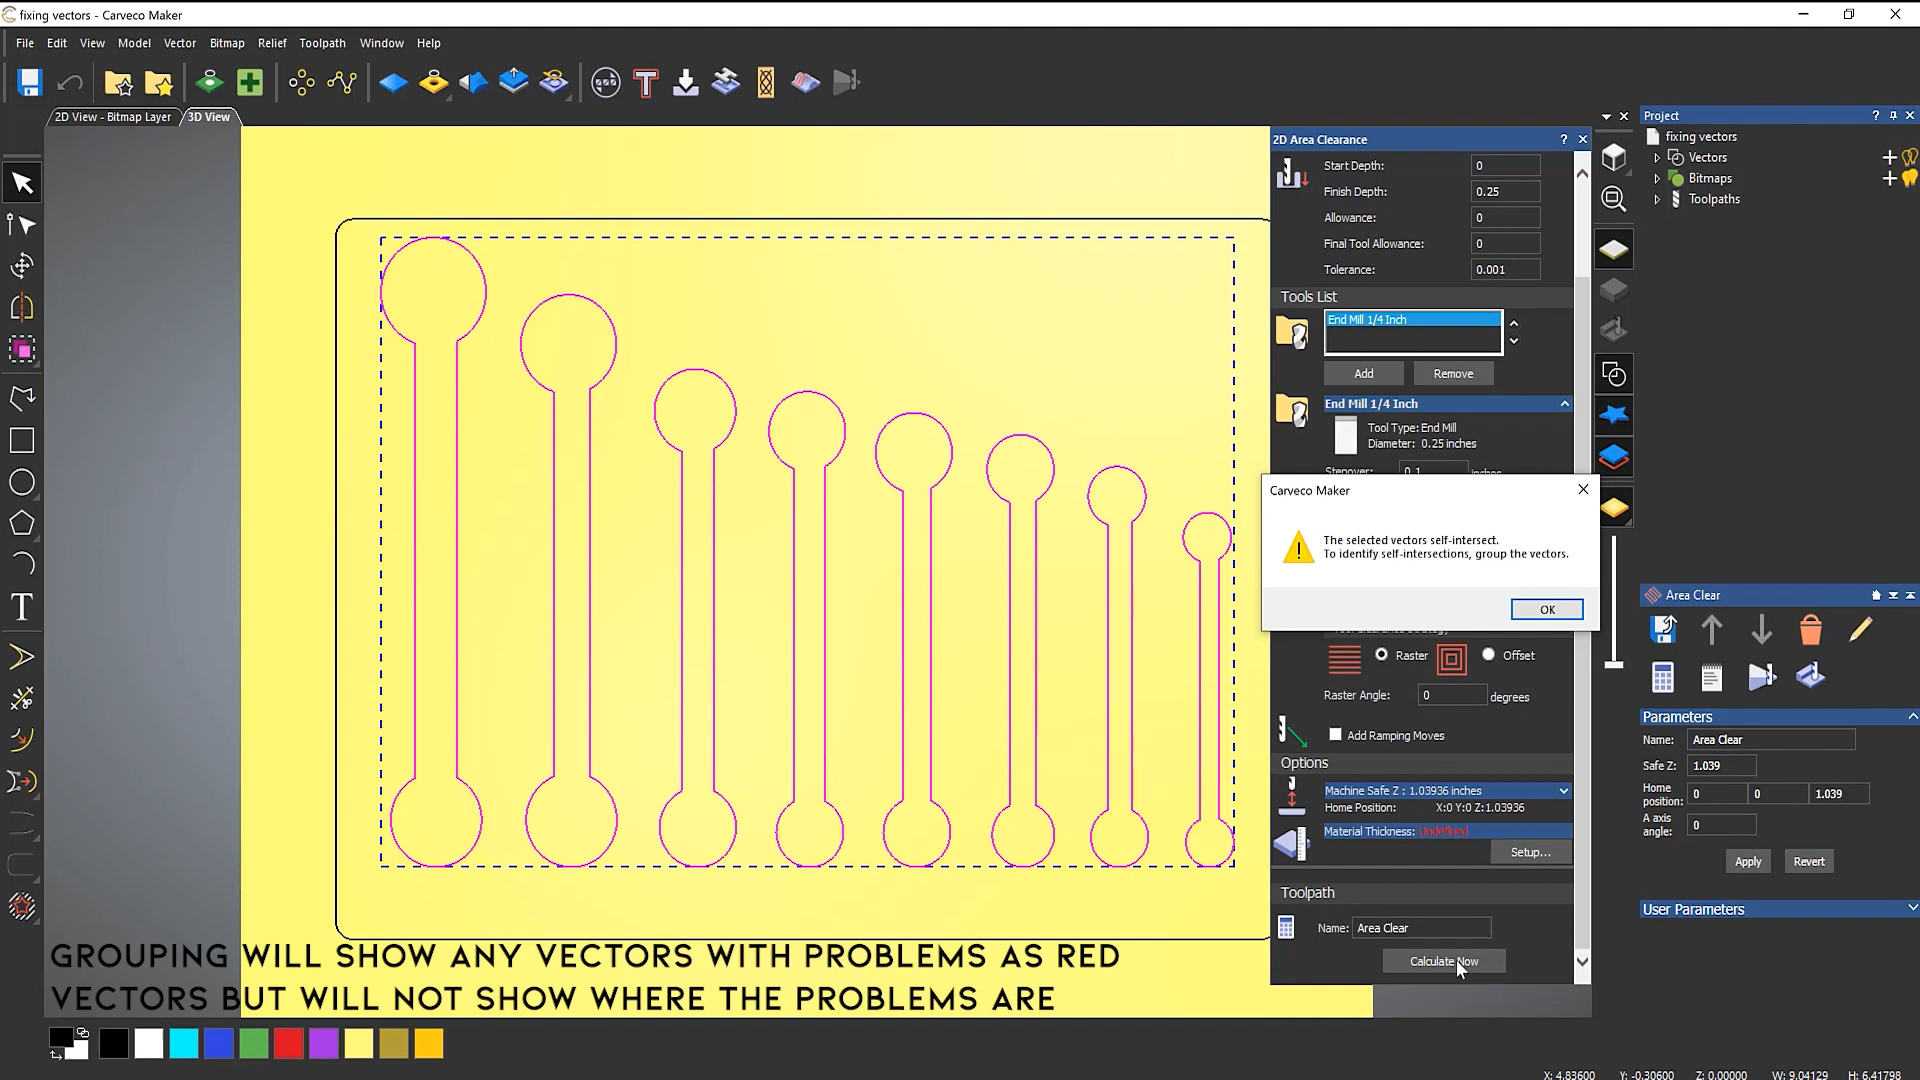 fixing vectors - Carveco Maker
File Edit View Model Vector Bitmap Relief Toolpath Window Help
2D View - Bitmap Layer 3D View
2D Area Clearance ?
Start Depth: 0
Finish Depth: 0.25
Allowance: 0
Final Tool Allowance: 0
Tolerance: 0.001
Tools List
End Mill 1/4 Inch
Add Remove
End Mill 1/4 Inch
Tool Type: End Mill
Diameter: 0.25 inches
Stepover: 0.1 inches
Carveco Maker
The selected vectors self-intersect.
To identify self-intersections, group the vectors.
OK
Raster Offset
Raster Angle: 0 degrees
Add Ramping Moves
Options
Machine Safe Z : 1.03936 inches
Home Position: X:0 Y:0 Z:1.03936
Material Thickness: Undefined
Setup...
Toolpath
Name: Area Clear
Calculate Now
Project ?
fixing vectors
Vectors
Bitmaps
Toolpaths
Area Clear
Parameters
Name: Area Clear
Safe Z: 1.039
Home position: 0 0 1.039
A axis angle: 0
Apply Revert
User Parameters
GROUPING WILL SHOW ANY VECTORS WITH PROBLEMS AS RED
VECTORS BUT WILL NOT SHOW WHERE THE PROBLEMS ARE
X: 4.83600 Y: -0.30600 Z: 0.00000 W: 9.04129 H: 6.41798